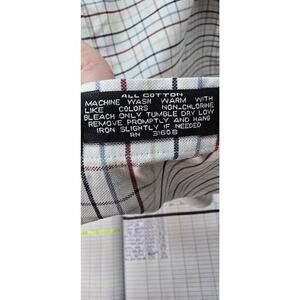 ALL COTTON
MACHINE WASH WARM WITH
LIKE COLORS NON-CHLORINE
BLEACH ONLY TUMBLE DRY LOW
REMOVE PROMPTLY AND HANG
IRON SLIGHTLY IF NEEDED
RN 31608